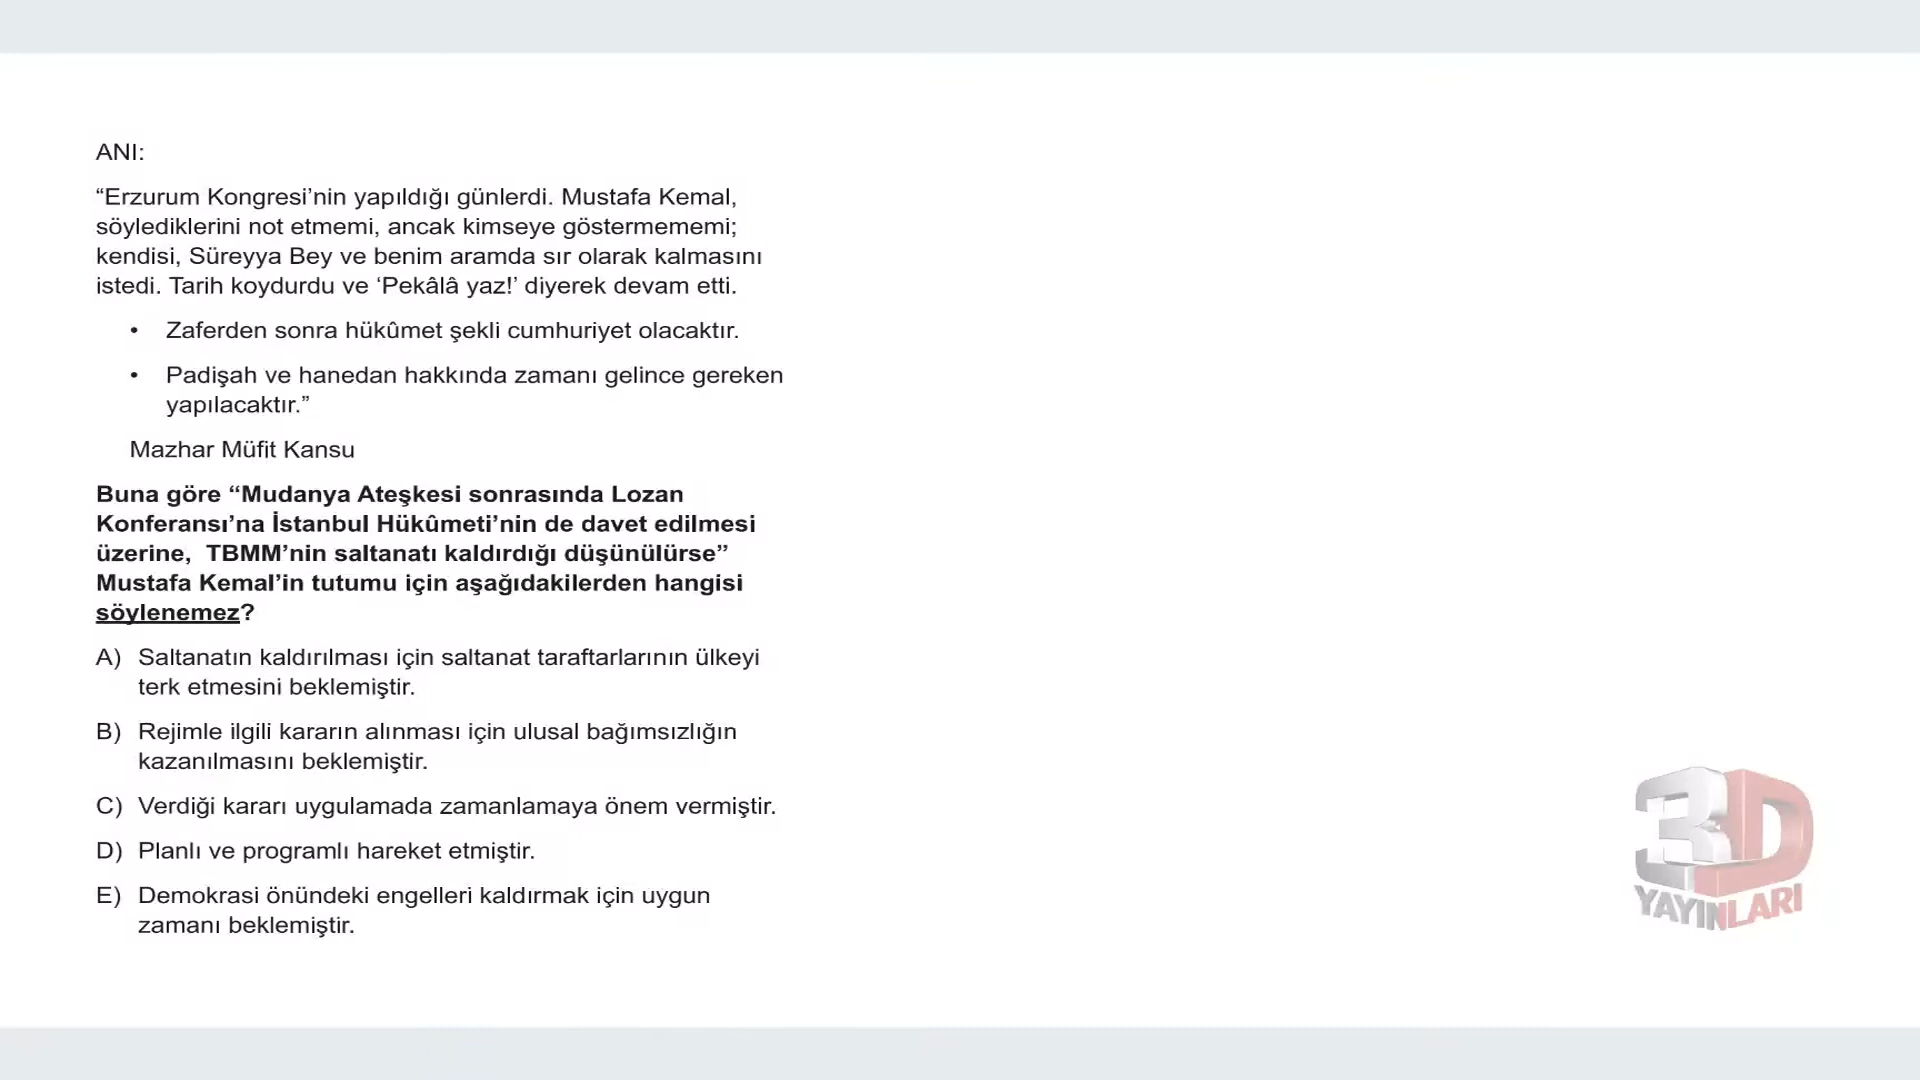 ANI:
“Erzurum Kongresi’nin yapıldığı günlerdi. Mustafa Kemal,
söylediklerini not etmemi, ancak kimseye göstermememi;
kendisi, Süreyya Bey ve benim aramda sır olarak kalmasını
istedi. Tarih koydurdu ve ‘Pekâlâ yaz!’ diyerek devam etti.
• Zaferden sonra hükûmet şekli cumhuriyet olacaktır.
• Padişah ve hanedan hakkında zamanı gelince gereken
yapılacaktır.”
Mazhar Müfit Kansu
Buna göre “Mudanya Ateşkesi sonrasında Lozan
Konferansı’na İstanbul Hükûmeti’nin de davet edilmesi
üzerine, TBMM’nin saltanatı kaldırdığı düşünülürse”
Mustafa Kemal’in tutumu için aşağıdakilerden hangisi
söylenemez?
A) Saltanatın kaldırılması için saltanat taraftarlarının ülkeyi
terk etmesini beklemiştir.
B) Rejimle ilgili kararın alınması için ulusal bağımsızlığın
kazanılmasını beklemiştir.
C) Verdiği kararı uygulamada zamanlamaya önem vermiştir.
D) Planlı ve programlı hareket etmiştir.
E) Demokrasi önündeki engelleri kaldırmak için uygun
zamanı beklemiştir.
3D
YAYINLARI